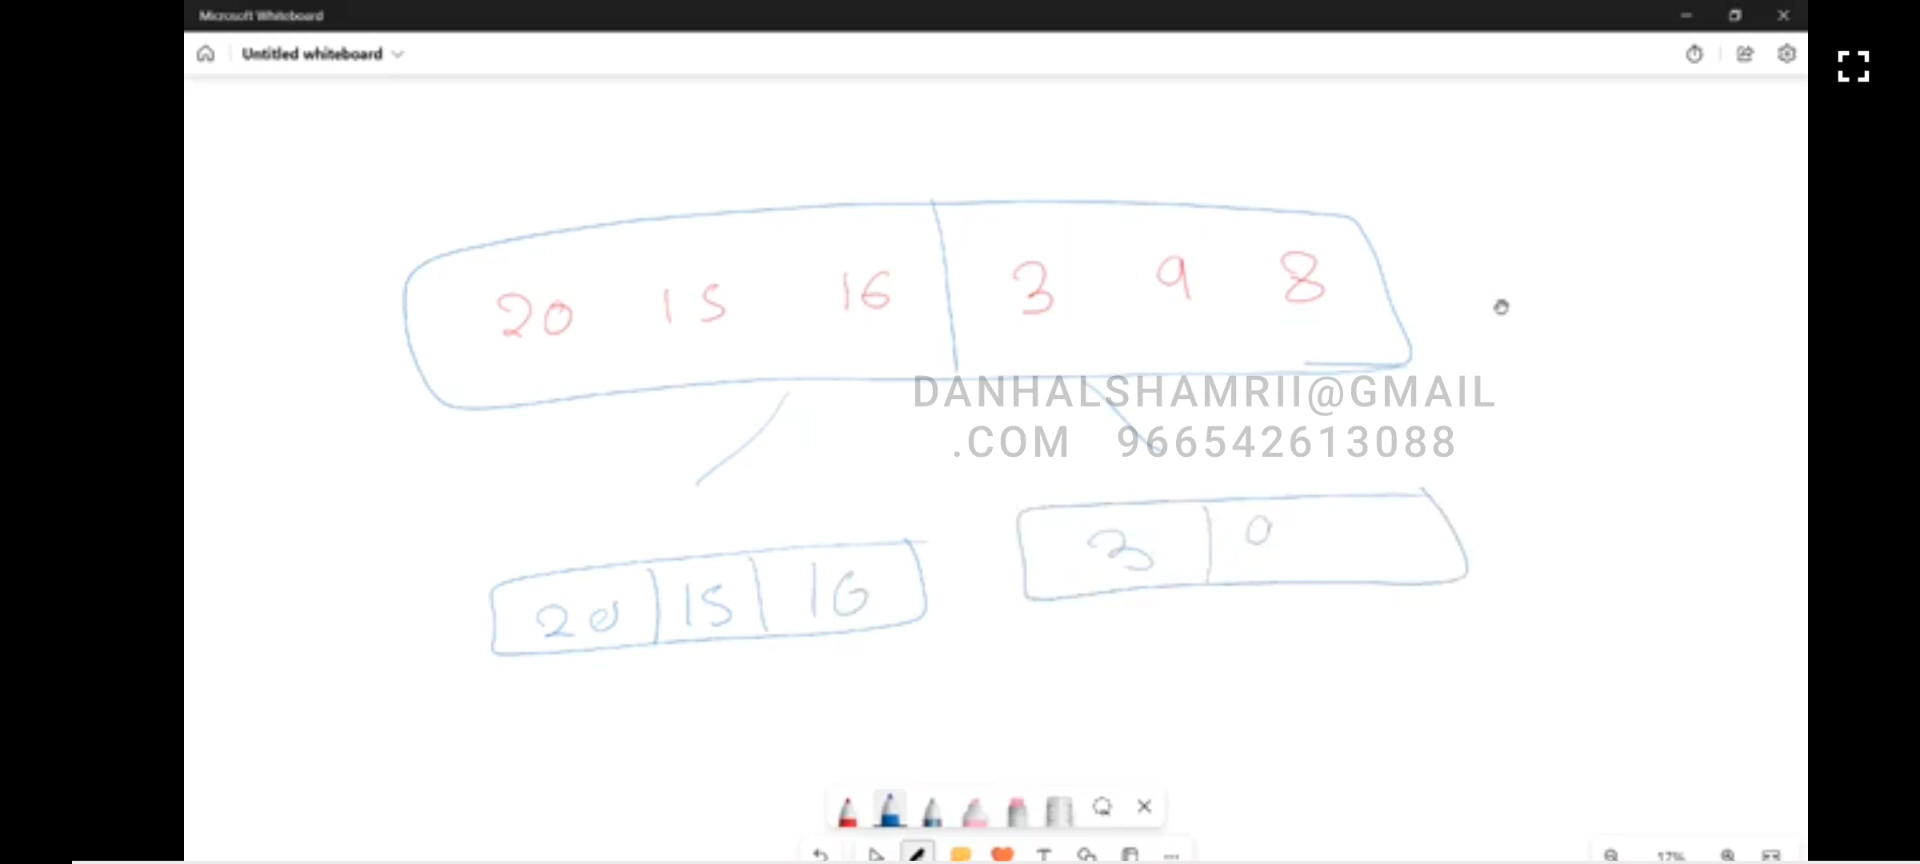 Microsoft Whiteboard
Untitled whiteboard
20 15 16 3 9 8
DANHALSHAMRII@GMAIL
.COM 966542613088
3 0
20 15 16
17%